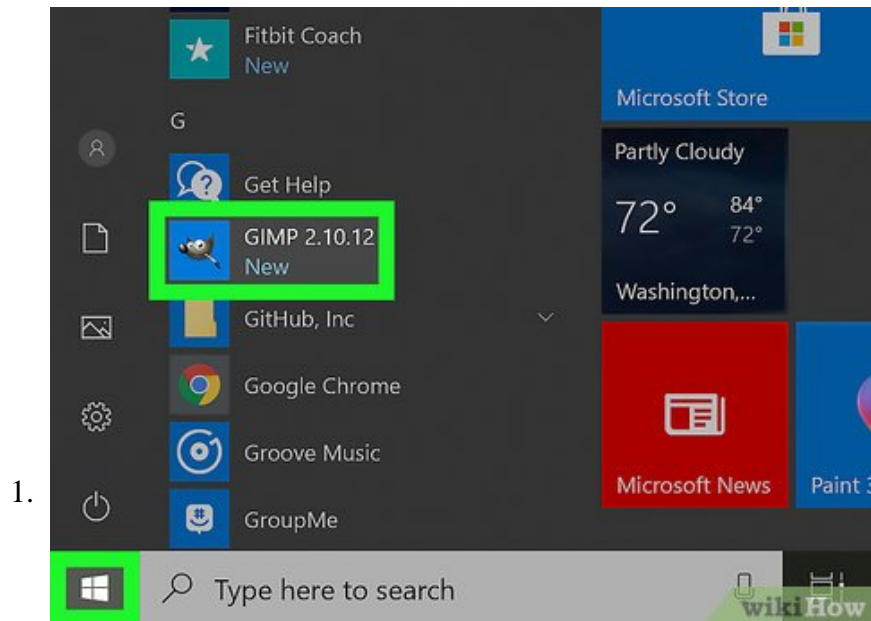 Fitbit Coach
New
G
Get Help
GIMP 2.10.12
New
GitHub, Inc
Google Chrome
Groove Music
GroupMe
Microsoft Store
Partly Cloudy
72° 84°
72°
Washington,...
Microsoft News
Paint 3
1.
Type here to search
wikiHow